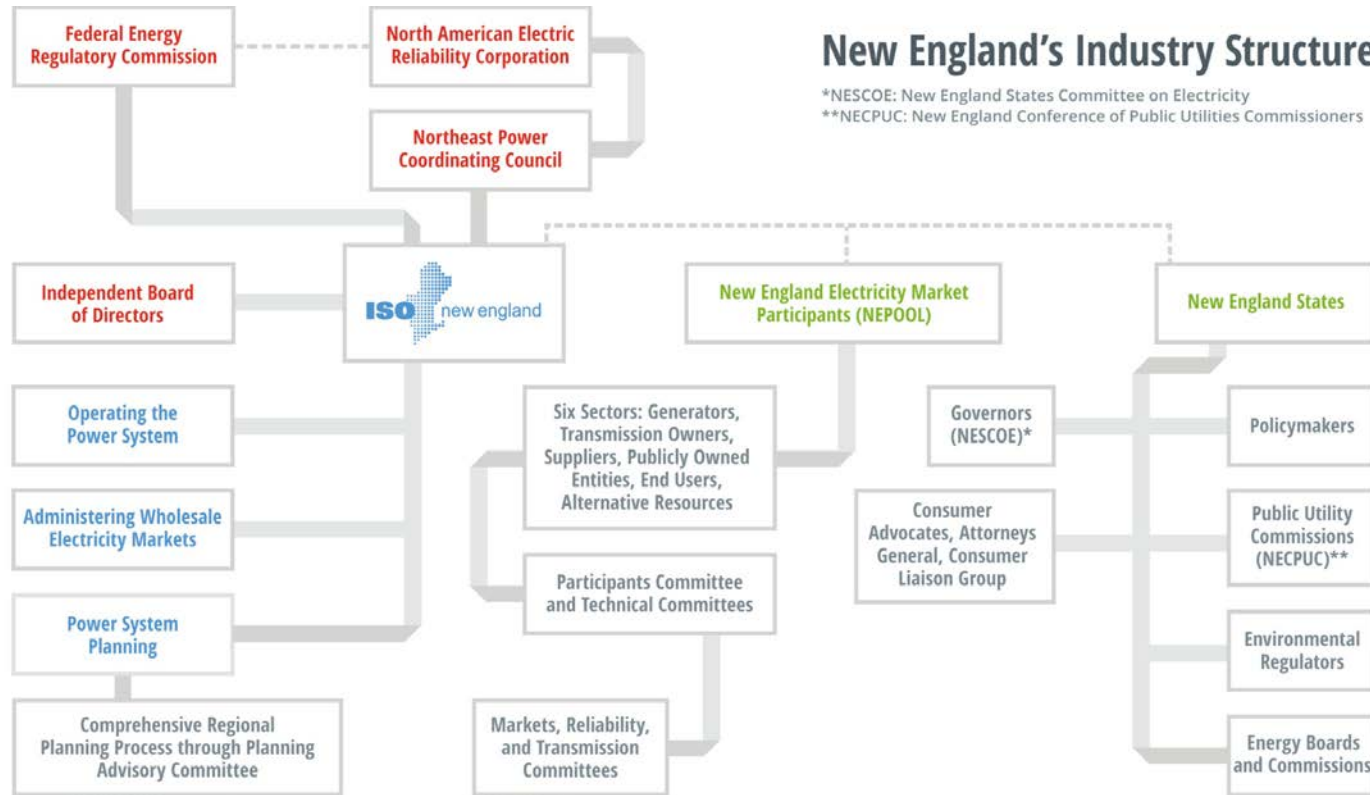 Federal Energy
Regulatory Commission
North American Electric
Reliability Corporation
New England's Industry Structure
*NESCOE: New England States Committee on Electricity
**NECPUC: New England Conference of Public Utilities Commissioners
Northeast Power
Coordinating Council
Independent Board
of Directors
ISO new england
New England Electricity Market
Participants (NEPOOL)
New England States
Operating the
Power System
Six Sectors: Generators,
Transmission Owners,
Suppliers, Publicly Owned
Entities, End Users,
Alternative Resources
Governors
(NESCOE)*
Policymakers
Administering Wholesale
Electricity Markets
Consumer
Advocates, Attorneys
General, Consumer
Liaison Group
Public Utility
Commissions
(NECPUC)**
Participants Committee
and Technical Committees
Power System
Planning
Environmental
Regulators
Comprehensive Regional
Planning Process through Planning
Advisory Committee
Markets, Reliability,
and Transmission
Committees
Energy Boards
and Commissions